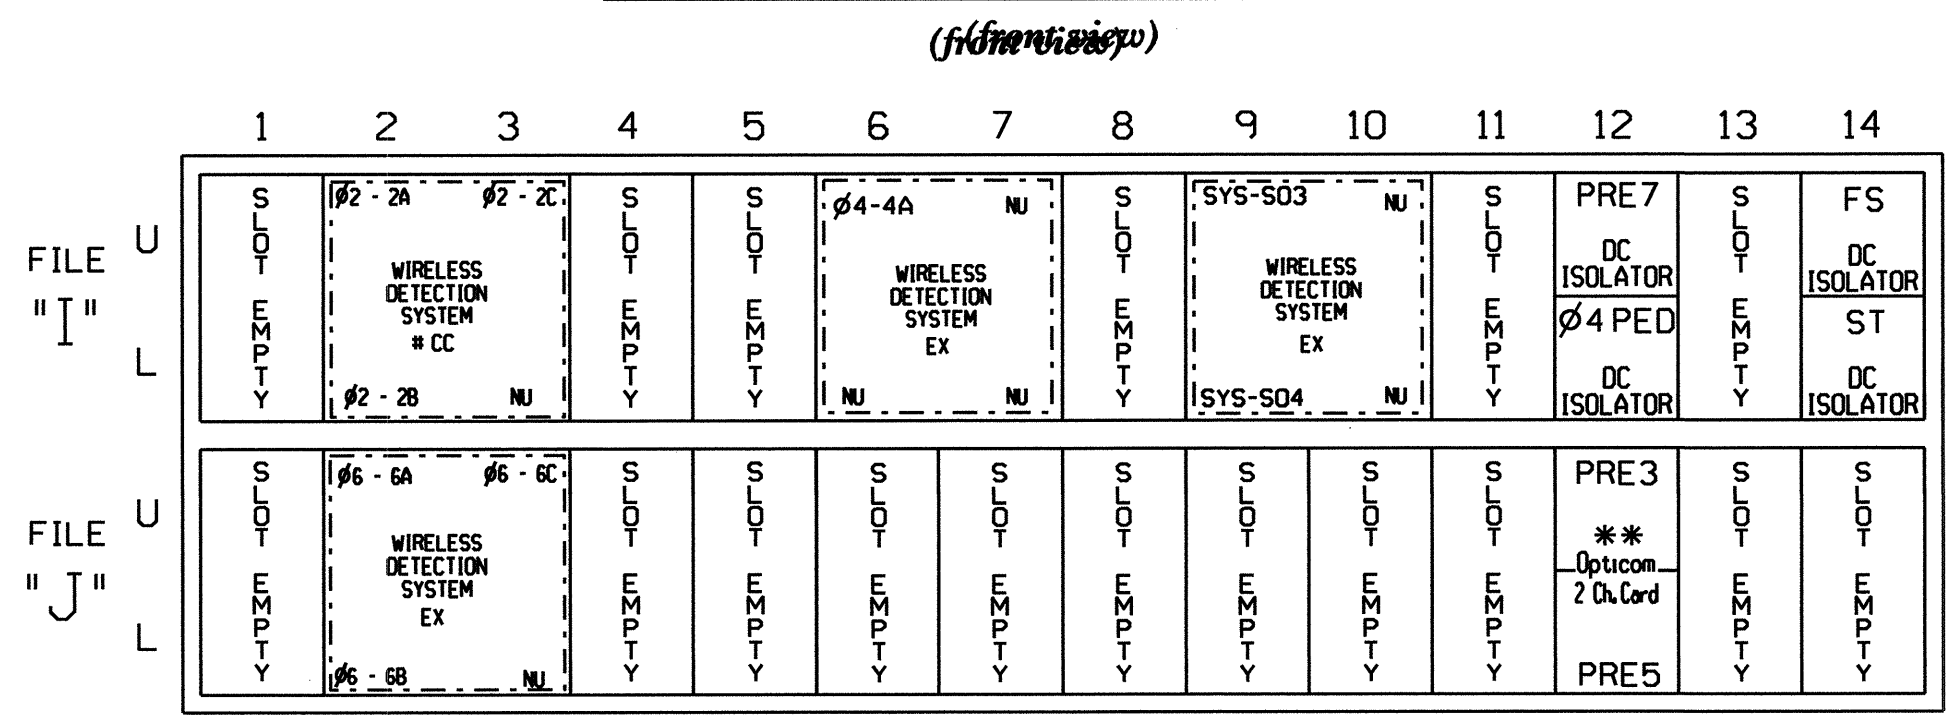 (front view)
(front view)
1 2 3 4 5 6 7 8 9 10 11 12 13 14
FILE "I"
U
L
SLOT EMPTY
Ø2 - 2A
Ø2 - 2C
WIRELESS
DETECTION
SYSTEM
# CC
Ø2 - 2B
NU
SLOT EMPTY
SLOT EMPTY
Ø4-4A
NU
WIRELESS
DETECTION
SYSTEM
EX
NU
NU
SLOT EMPTY
SYS-S03
NU
WIRELESS
DETECTION
SYSTEM
EX
SYS-S04
NU
SLOT EMPTY
PRE7
DC
ISOLATOR
Ø4 PED
DC
ISOLATOR
SLOT EMPTY
FS
DC
ISOLATOR
ST
DC
ISOLATOR
FILE "J"
U
L
SLOT EMPTY
Ø6 - 6A
Ø6 - 6C
WIRELESS
DETECTION
SYSTEM
EX
Ø6 - 6B
NU
SLOT EMPTY
SLOT EMPTY
SLOT EMPTY
SLOT EMPTY
SLOT EMPTY
SLOT EMPTY
SLOT EMPTY
SLOT EMPTY
PRE3
**
Opticom
2 Ch. Card
PRE5
SLOT EMPTY
SLOT EMPTY